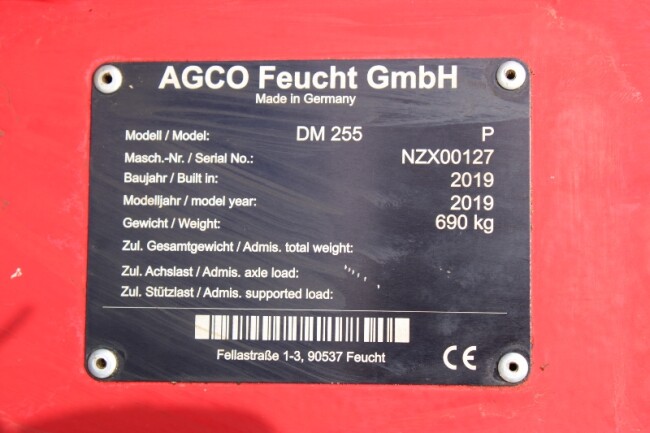 AGCO Feucht GmbH
Made in Germany
Modell / Model: DM 255 P
Masch.-Nr. / Serial No.: NZX00127
Baujahr / Built in: 2019
Modelljahr / model year: 2019
Gewicht / Weight: 690 kg
Zul. Gesamtgewicht / Admis. total weight:
Zul. Achslast / Admis. axle load:
Zul. Stützlast / Admis. supported load:
Fellastraße 1-3, 90537 Feucht CE